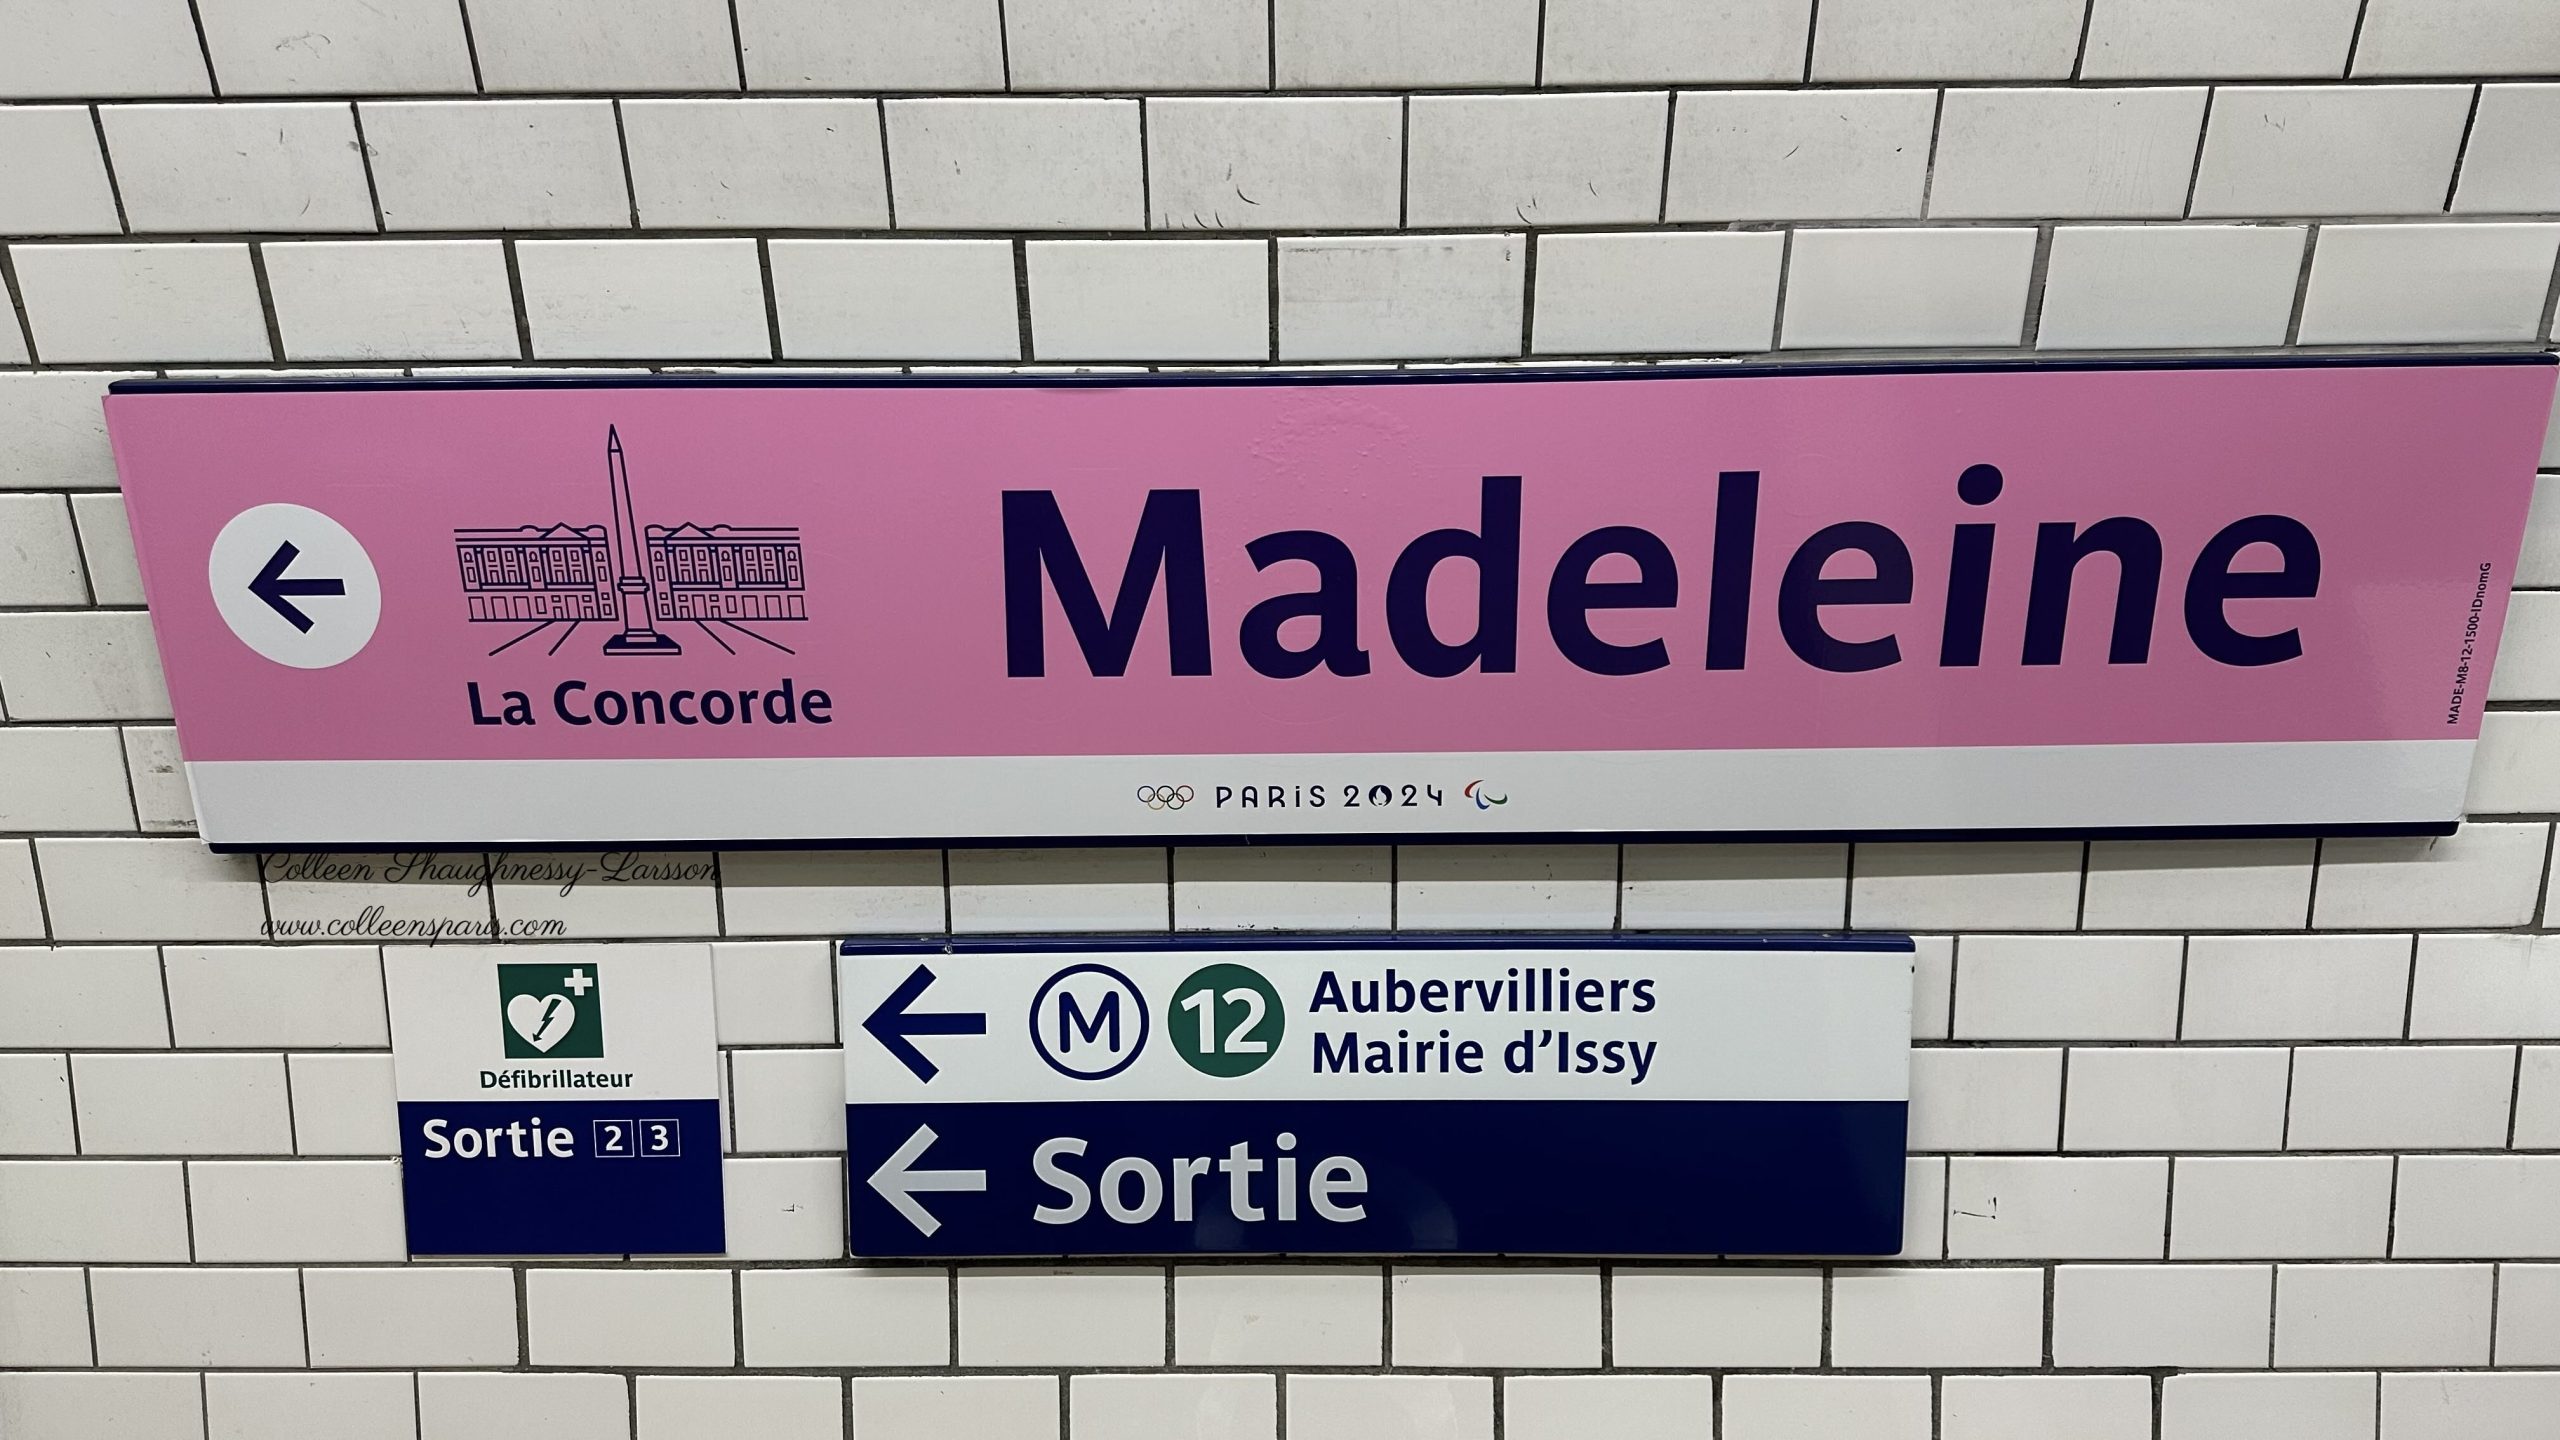 Madeleine
La Concorde
MADE-M8-12-1500-IDnomG
PARIS 2024
Colleen Shaughnessy-Larsson
www.colleensparis.com
Défibrillateur
Sortie 2 3
M 12 Aubervilliers
Mairie d'Issy
Sortie